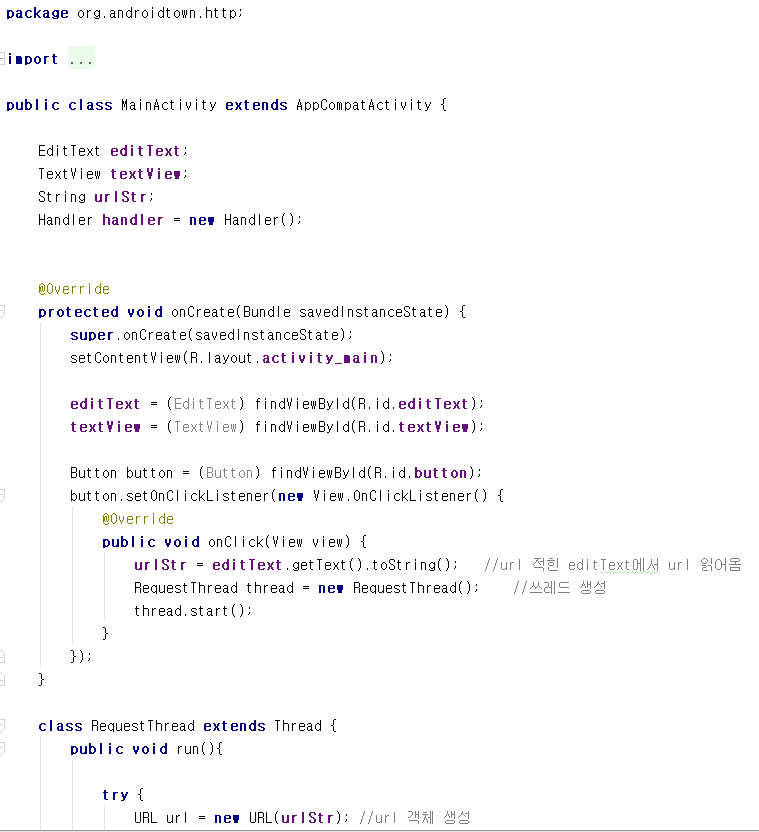 package org.androidtown.http;
import ...
public class MainActivity extends AppCompatActivity {
EditText editText;
TextView textView;
String urlStr;
Handler handler = new Handler();
@Override
protected void onCreate(Bundle savedInstanceState) {
super.onCreate(savedInstanceState);
setContentView(R.layout.activity_main);
editText = (EditText) findViewById(R.id.editText);
textView = (TextView) findViewById(R.id.textView);
Button button = (Button) findViewById(R.id.button);
button.setOnClickListener(new View.OnClickListener() {
@Override
public void onClick(View view) {
urlStr = editText.getText().toString(); //url 적힌 editText에서 url 읽어옴
RequestThread thread = new RequestThread(); //쓰레드 생성
thread.start();
}
});
}
class RequestThread extends Thread {
public void run(){
try {
URL url = new URL(urlStr); //url 객체 생성